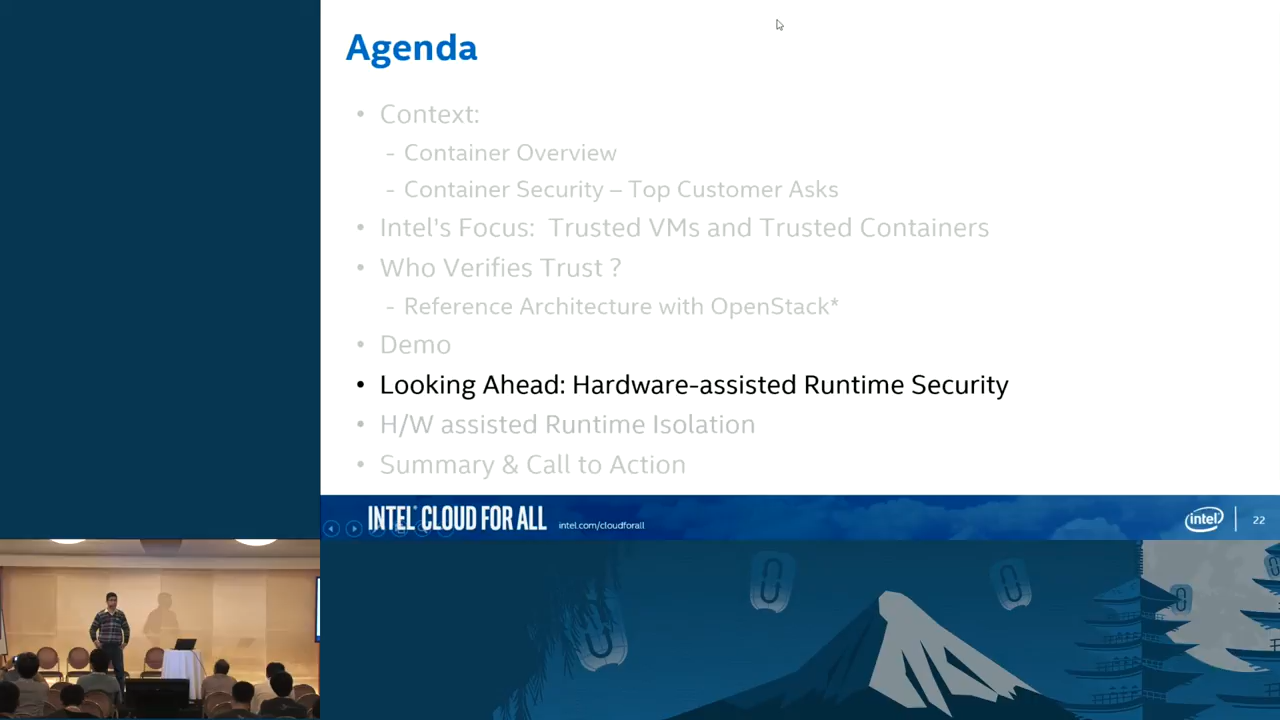 Agenda
• Context:
- Container Overview
- Container Security – Top Customer Asks
• Intel's Focus:  Trusted VMs and Trusted Containers
• Who Verifies Trust ?
- Reference Architecture with OpenStack*
• Demo
• Looking Ahead: Hardware-assisted Runtime Security
• H/W assisted Runtime Isolation
• Summary & Call to Action
INTEL® CLOUD FOR ALL
intel.com/cloudforall
intel
22